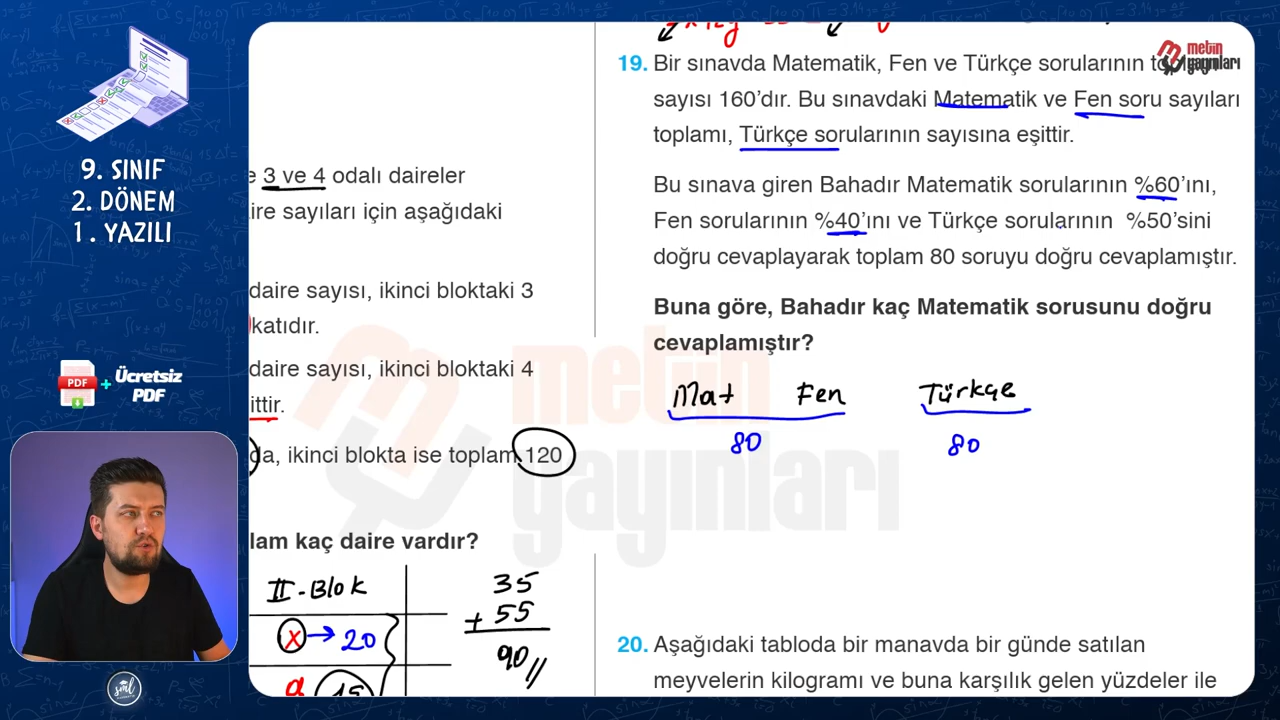 9. SINIF
2. DÖNEM
1. YAZILI
PDF
+ Ücretsiz
PDF
sml
e 3 ve 4 odalı daireler
ire sayıları için aşağıdaki
daire sayısı, ikinci bloktaki 3
katıdır.
daire sayısı, ikinci bloktaki 4
ittir.
da, ikinci blokta ise toplam 120
lam kaç daire vardır?
II-Blok
x → 20
a
15
35
+ 55
90 //
metin
yayınları
19. Bir sınavda Matematik, Fen ve Türkçe sorularının
sayısı 160'dır. Bu sınavdaki Matematik ve Fen soru sayıları
toplamı, Türkçe sorularının sayısına eşittir.
Bu sınava giren Bahadır Matematik sorularının %60'ını,
Fen sorularının %40'ını ve Türkçe sorularının %50'sini
doğru cevaplayarak toplam 80 soruyu doğru cevaplamıştır.
Buna göre, Bahadır kaç Matematik sorusunu doğru
cevaplamıştır?
Mat Fen Türkçe
80 80
metin
yayınları
20. Aşağıdaki tabloda bir manavda bir günde satılan
meyvelerin kilogramı ve buna karşılık gelen yüzdeler ile